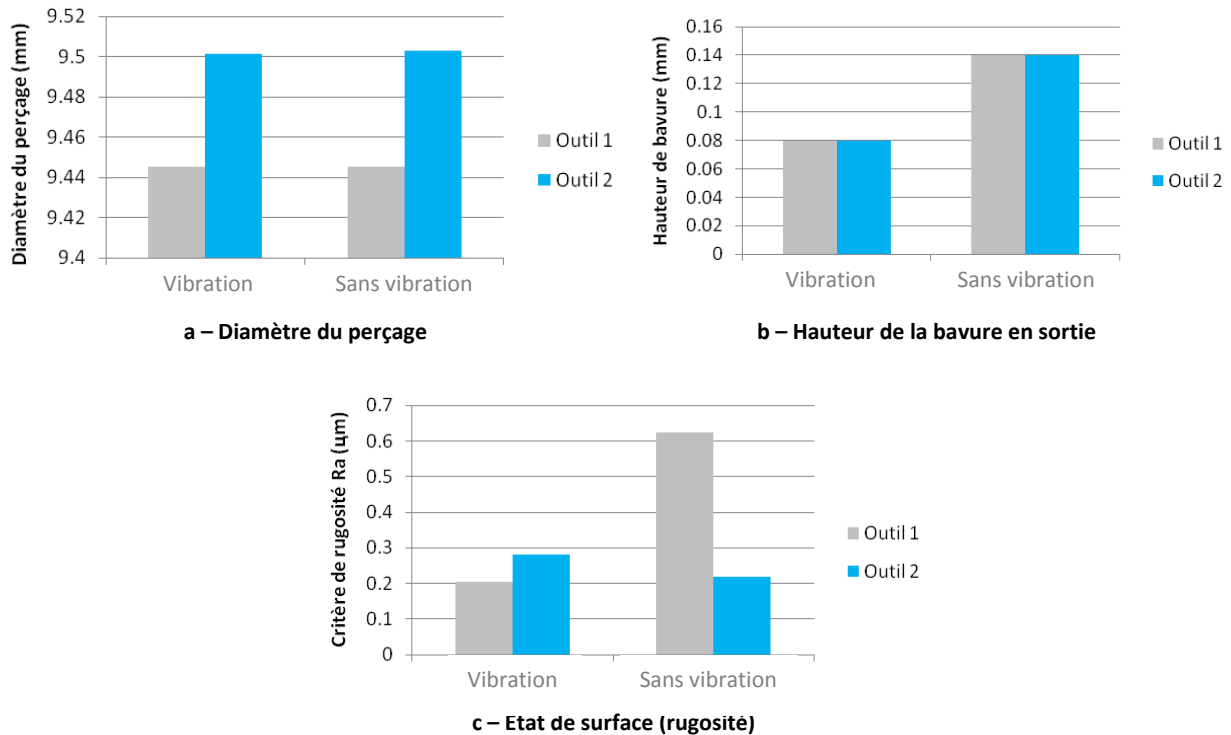 Diamètre du perçage (mm)
9.52
9.5
9.48
9.46
9.44
9.42
9.4
Vibration
Sans vibration
Outil 1
Outil 2
a – Diamètre du perçage
Hauteur de bavure (mm)
0.16
0.14
0.12
0.1
0.08
0.06
0.04
0.02
0
Vibration
Sans vibration
Outil 1
Outil 2
b – Hauteur de la bavure en sortie
Critère de rugosité Ra (µm)
0.7
0.6
0.5
0.4
0.3
0.2
0.1
0
Vibration
Sans vibration
Outil 1
Outil 2
c – Etat de surface (rugosité)